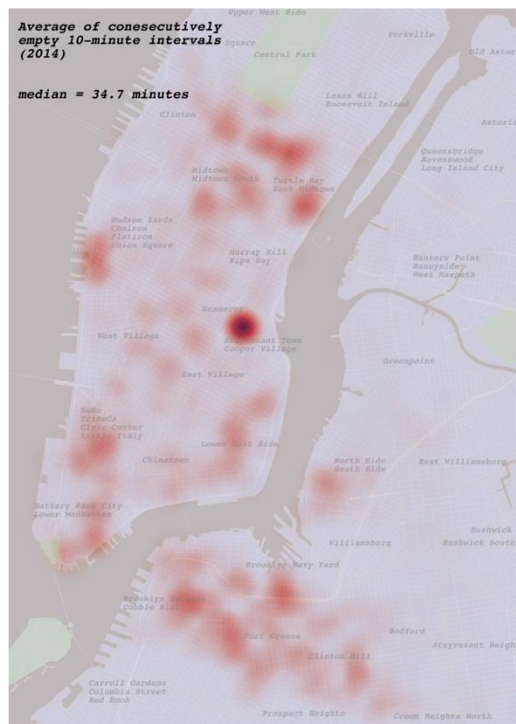 Average of conesecutively
empty 10-minute intervals
(2014)
median = 34.7 minutes
Upper West Side
Square
Central Park
Yorkville
Old Astor
Lenox Hill
Roosevelt Island
Clinton
Astoria
Queensbridge
Ravenswood
Long Island City
Midtown
Midtown South
Turtle Bay
East Midtown
Hudson Yards
Chelsea
Flatiron
Union Square
Murray Hill
Kips Bay
Hunters Point
Sunnyside
West Maspeth
Gramercy
Stuyvesant Town
Cooper Village
West Village
East Village
Greenpoint
SoHo
TriBeCa
Civic Center
Little Italy
Lower East Side
Chinatown
North Side
South Side
East Williamsburg
Battery Park City
Lower Manhattan
Bushwick
Bushwick South
Williamsburg
Brooklyn Navy Yard
Brooklyn Heights
Cobble Hill
Fort Greene
Bedford
Stuyvesant Heigh
Clinton Hill
Carroll Gardens
Columbia Street
Red Hook
Prospect Heights
Crown Heights North